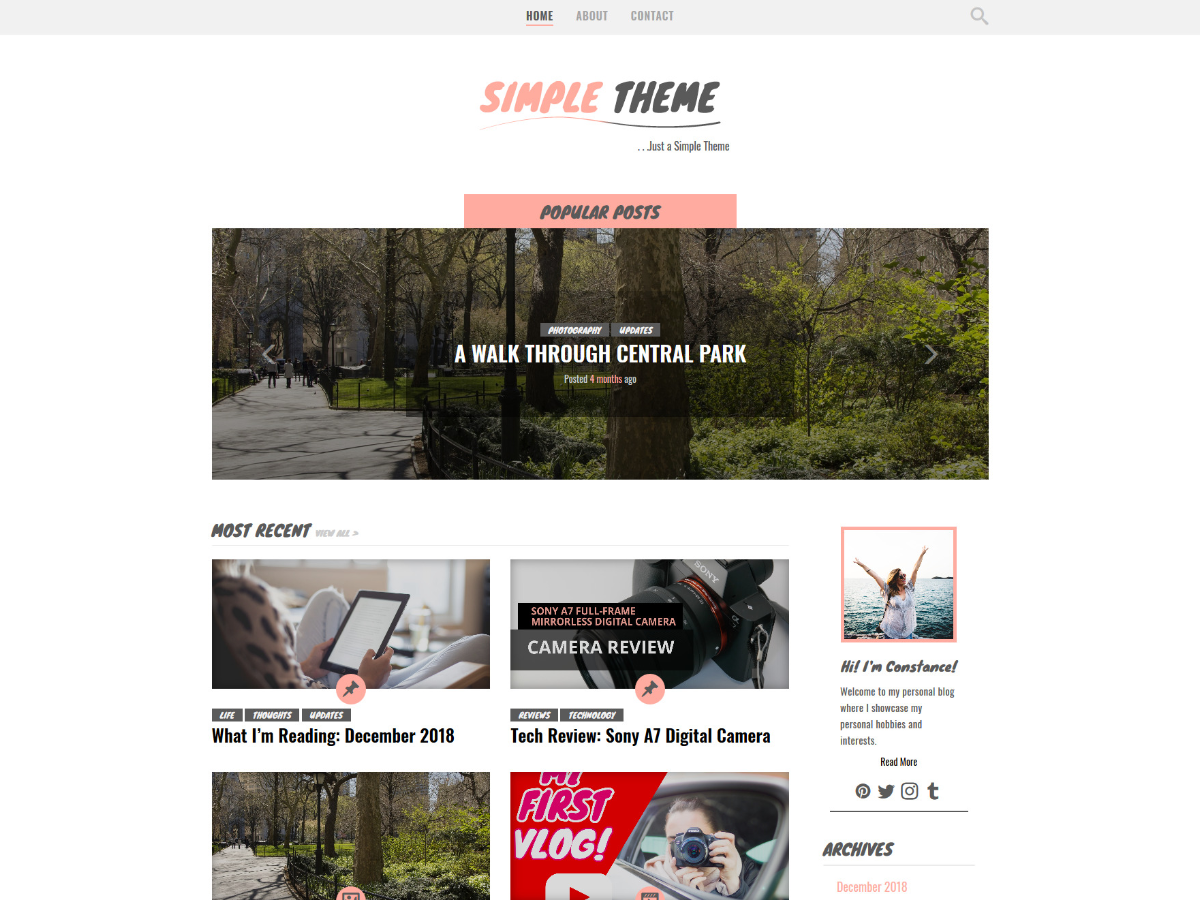 HOME ABOUT CONTACT
SIMPLE THEME
...Just a Simple Theme
POPULAR POSTS
PHOTOGRAPHY UPDATES
A WALK THROUGH CENTRAL PARK
Posted 4 months ago
MOST RECENT VIEW ALL >
SONY
SONY A7 FULL-FRAME
MIRRORLESS DIGITAL CAMERA
CAMERA REVIEW
LIFE THOUGHTS UPDATES
What I'm Reading: December 2018
REVIEWS TECHNOLOGY
Tech Review: Sony A7 Digital Camera
MY
FIRST
VLOG!
Hi! I'm Constance!
Welcome to my personal blog
where I showcase my
personal hobbies and
interests.
Read More
ARCHIVES
December 2018